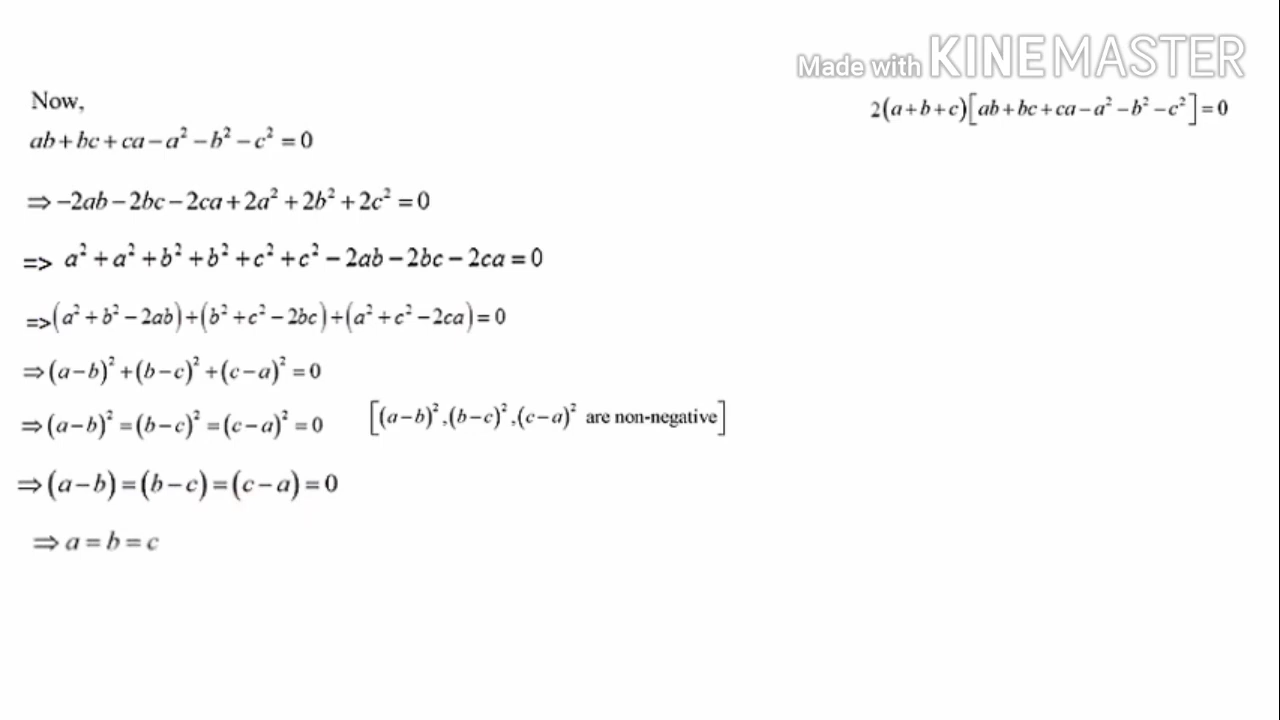 Made with KINEMASTER
Now,
2(a+b+c)[ab+bc+ca−a²−b²−c²]=0
ab+bc+ca−a²−b²−c²=0
⇒−2ab−2bc−2ca+2a²+2b²+2c²=0
=> a²+a²+b²+b²+c²+c²−2ab−2bc−2ca=0
=>(a²+b²−2ab)+(b²+c²−2bc)+(a²+c²−2ca)=0
⇒(a−b)²+(b−c)²+(c−a)²=0
⇒(a−b)²=(b−c)²=(c−a)²=0 [(a−b)²,(b−c)²,(c−a)² are non-negative]
⇒(a−b)=(b−c)=(c−a)=0
⇒a=b=c